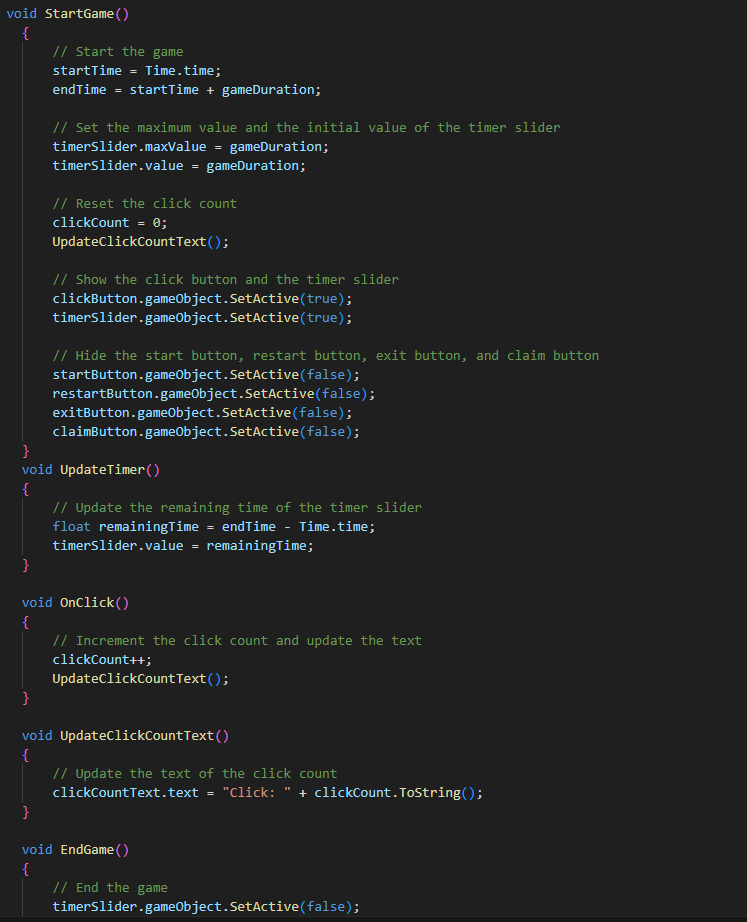 void StartGame()
{
// Start the game
startTime = Time.time;
endTime = startTime + gameDuration;
// Set the maximum value and the initial value of the timer slider
timerSlider.maxValue = gameDuration;
timerSlider.value = gameDuration;
// Reset the click count
clickCount = 0;
UpdateClickCountText();
// Show the click button and the timer slider
clickButton.gameObject.SetActive(true);
timerSlider.gameObject.SetActive(true);
// Hide the start button, restart button, exit button, and claim button
startButton.gameObject.SetActive(false);
restartButton.gameObject.SetActive(false);
exitButton.gameObject.SetActive(false);
claimButton.gameObject.SetActive(false);
}
void UpdateTimer()
{
// Update the remaining time of the timer slider
float remainingTime = endTime - Time.time;
timerSlider.value = remainingTime;
}
void OnClick()
{
// Increment the click count and update the text
clickCount++;
UpdateClickCountText();
}
void UpdateClickCountText()
{
// Update the text of the click count
clickCountText.text = "Click: " + clickCount.ToString();
}
void EndGame()
{
// End the game
timerSlider.gameObject.SetActive(false);